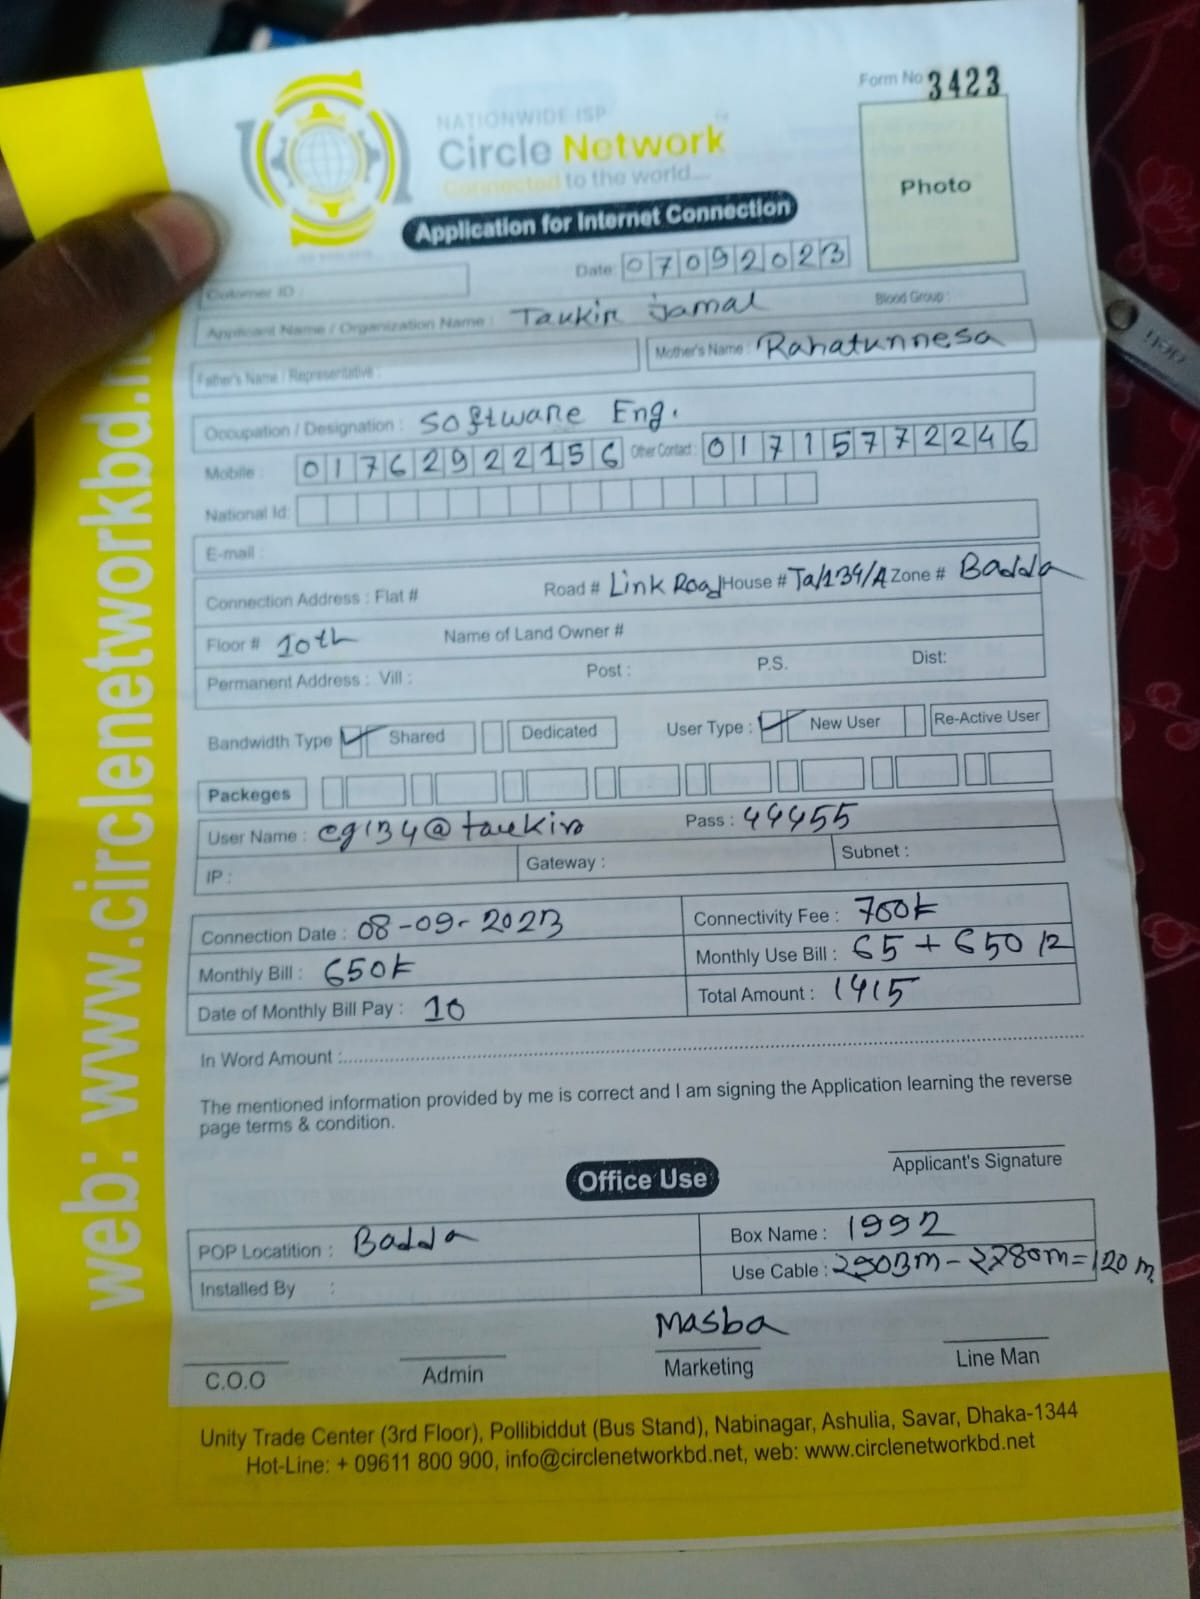 Form No 3423
NATIONWIDE ISP
Circle Network
Connected to the world....
Photo
Application for Internet Connection
Date: 07092023
Customer ID :
Applicant Name / Organization Name : Taukir Jamal Blood Group :
Father's Name / Representative : Mother's Name : Rahatunnesa
Occupation / Designation : Software Eng.
Mobile : 01762922156 Other Contact : 01715772246
National Id:
E-mail :
Connection Address : Flat # Road # Link Road House # Ta/134/A Zone # Badda
Floor # 10th Name of Land Owner #
Permanent Address : Vill : Post : P.S. Dist:
Bandwidth Type Shared Dedicated User Type : New User Re-Active User
Packeges
User Name : cg134@taukir Pass : 44455
IP : Gateway : Subnet :
Connection Date : 08-09-2023 Connectivity Fee : 700৳
Monthly Bill : 650৳ Monthly Use Bill : 65 + 650
Date of Monthly Bill Pay : 10 Total Amount : 1415
In Word Amount :
The mentioned information provided by me is correct and I am signing the Application learning the reverse
page terms & condition.
Applicant's Signature
Office Use
POP Locatition : Badda Box Name : 1992
Installed By : Use Cable : 2903m - 2780m = 120 m
Masba
C.O.O Admin Marketing Line Man
Unity Trade Center (3rd Floor), Pollibiddut (Bus Stand), Nabinagar, Ashulia, Savar, Dhaka-1344
Hot-Line: + 09611 800 900, info@circlenetworkbd.net, web: www.circlenetworkbd.net
web: www.circlenetworkbd.n